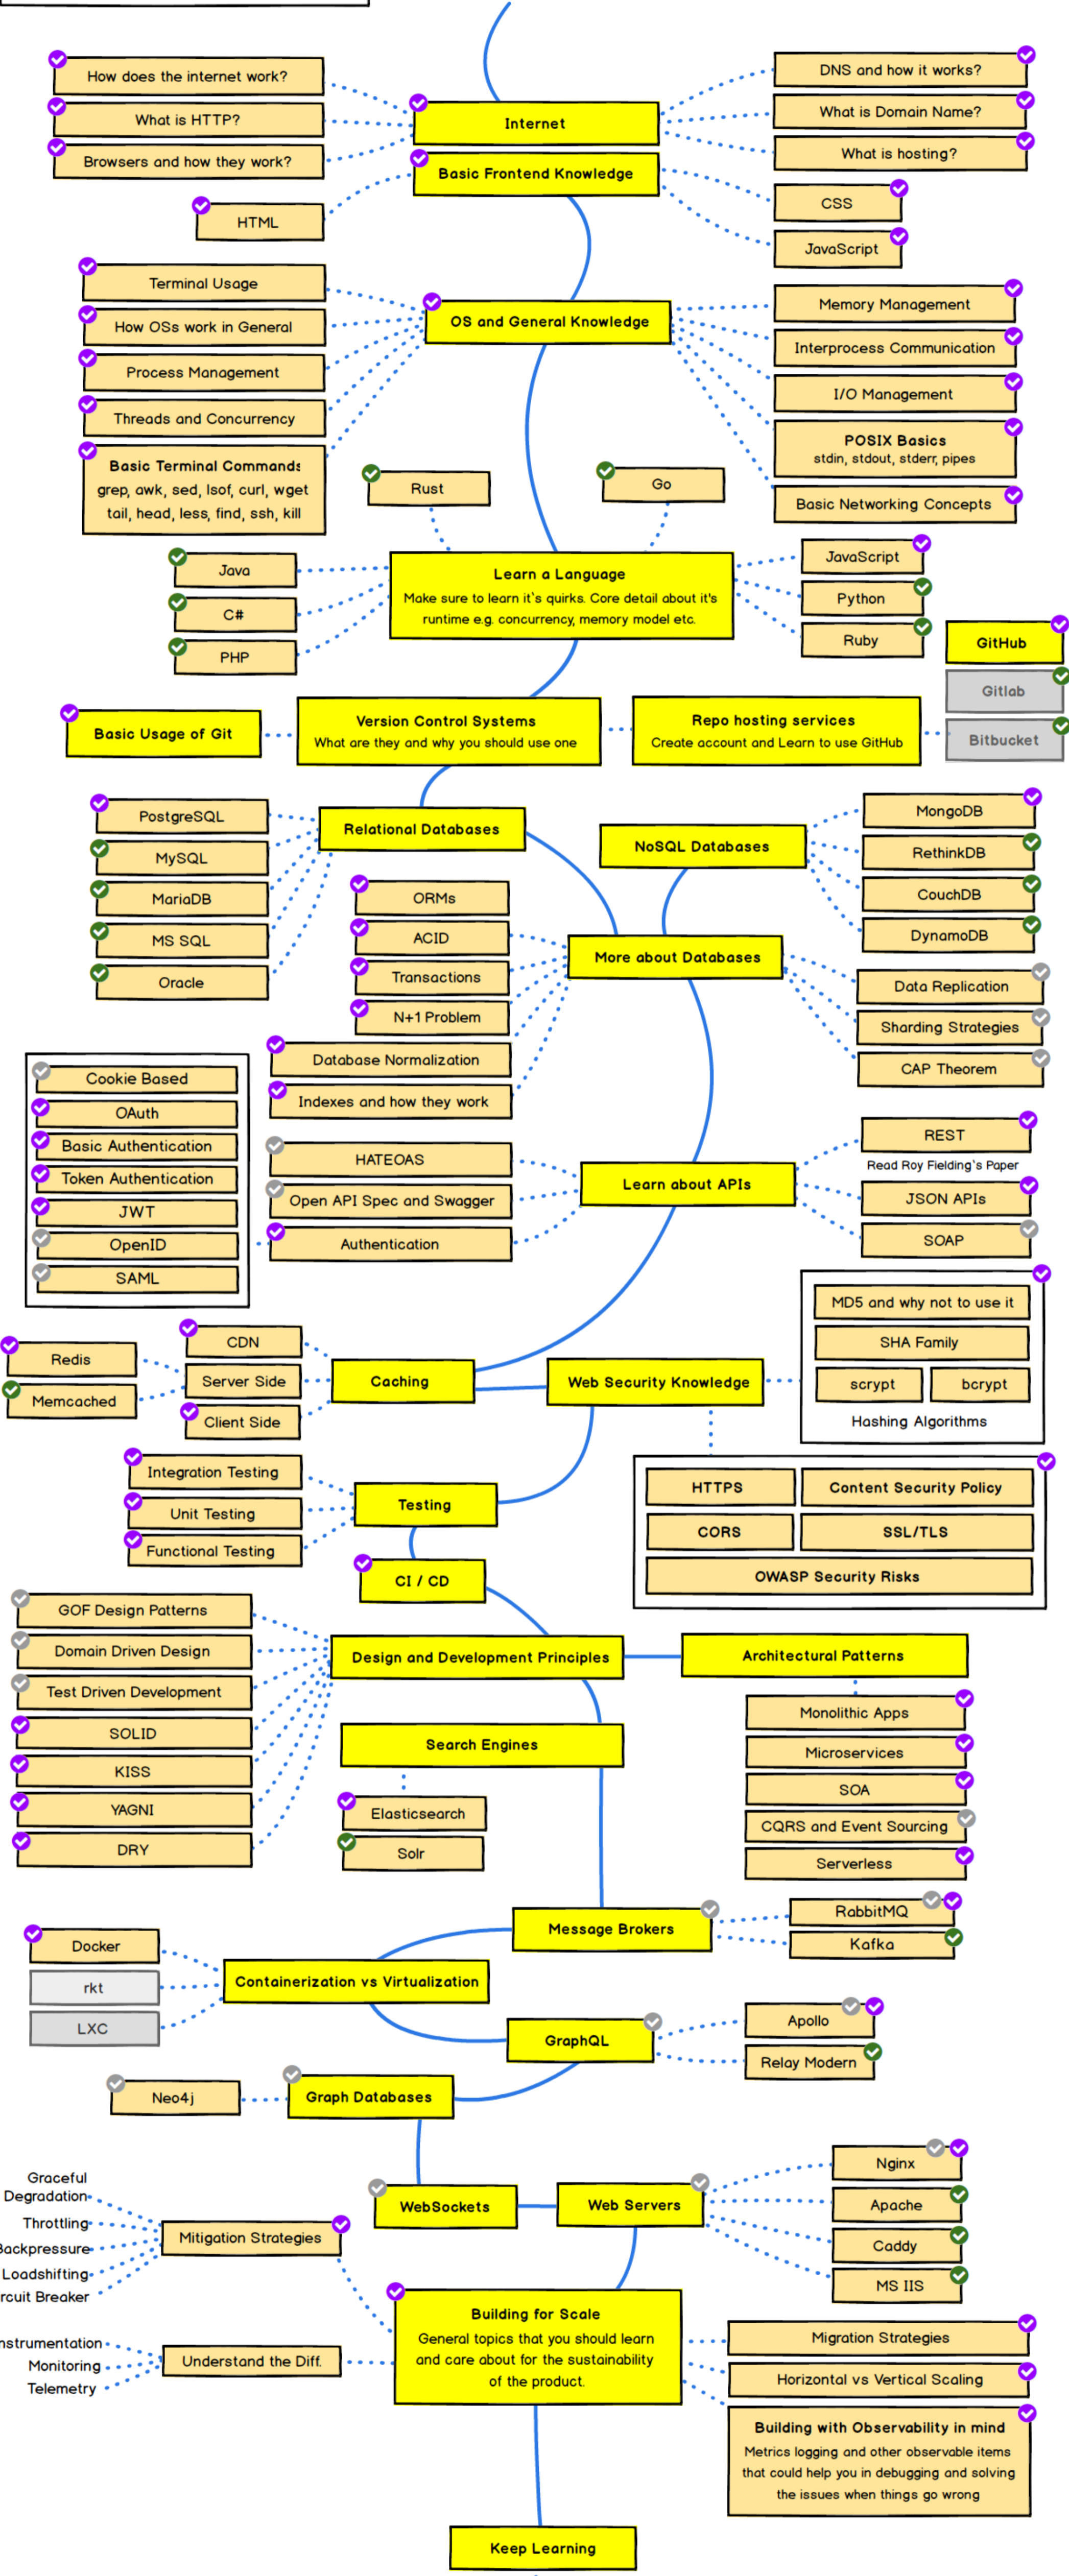 How does the internet work?
What is HTTP?
Browsers and how they work?
Internet
DNS and how it works?
What is Domain Name?
What is hosting?
Basic Frontend Knowledge
HTML
CSS
JavaScript
Terminal Usage
How OSs work in General
Process Management
Threads and Concurrency
Basic Terminal Commands
grep, awk, sed, lsof, curl, wget
tail, head, less, find, ssh, kill
OS and General Knowledge
Memory Management
Interprocess Communication
I/O Management
POSIX Basics
stdin, stdout, stderr, pipes
Basic Networking Concepts
Rust
Go
Java
C#
PHP
Learn a Language
Make sure to learn it`s quirks. Core detail about it's
runtime e.g. concurrency, memory model etc.
JavaScript
Python
Ruby
GitHub
Gitlab
Bitbucket
Basic Usage of Git
Version Control Systems
What are they and why you should use one
Repo hosting services
Create account and Learn to use GitHub
PostgreSQL
MySQL
MariaDB
MS SQL
Oracle
Relational Databases
NoSQL Databases
MongoDB
RethinkDB
CouchDB
DynamoDB
ORMs
ACID
Transactions
N+1 Problem
Database Normalization
Indexes and how they work
More about Databases
Data Replication
Sharding Strategies
CAP Theorem
Cookie Based
OAuth
Basic Authentication
Token Authentication
JWT
OpenID
SAML
HATEOAS
Open API Spec and Swagger
Authentication
Learn about APIs
REST
Read Roy Fielding`s Paper
JSON APIs
SOAP
MD5 and why not to use it
SHA Family
scrypt
bcrypt
Hashing Algorithms
Redis
Memcached
CDN
Server Side
Client Side
Caching
Web Security Knowledge
HTTPS
Content Security Policy
CORS
SSL/TLS
OWASP Security Risks
Integration Testing
Unit Testing
Functional Testing
Testing
CI / CD
GOF Design Patterns
Domain Driven Design
Test Driven Development
SOLID
KISS
YAGNI
DRY
Design and Development Principles
Architectural Patterns
Monolithic Apps
Microservices
SOA
CQRS and Event Sourcing
Serverless
Search Engines
Elasticsearch
Solr
Message Brokers
RabbitMQ
Kafka
Docker
rkt
LXC
Containerization vs Virtualization
GraphQL
Apollo
Relay Modern
Neo4j
Graph Databases
WebSockets
Web Servers
Nginx
Apache
Caddy
MS IIS
Graceful
Degradation
Throttling
Backpressure
Loadshifting
rcuit Breaker
Mitigation Strategies
nstrumentation
Monitoring
Telemetry
Understand the Diff.
Building for Scale
General topics that you should learn
and care about for the sustainability
of the product.
Migration Strategies
Horizontal vs Vertical Scaling
Building with Observability in mind
Metrics logging and other observable items
that could help you in debugging and solving
the issues when things go wrong
Keep Learning